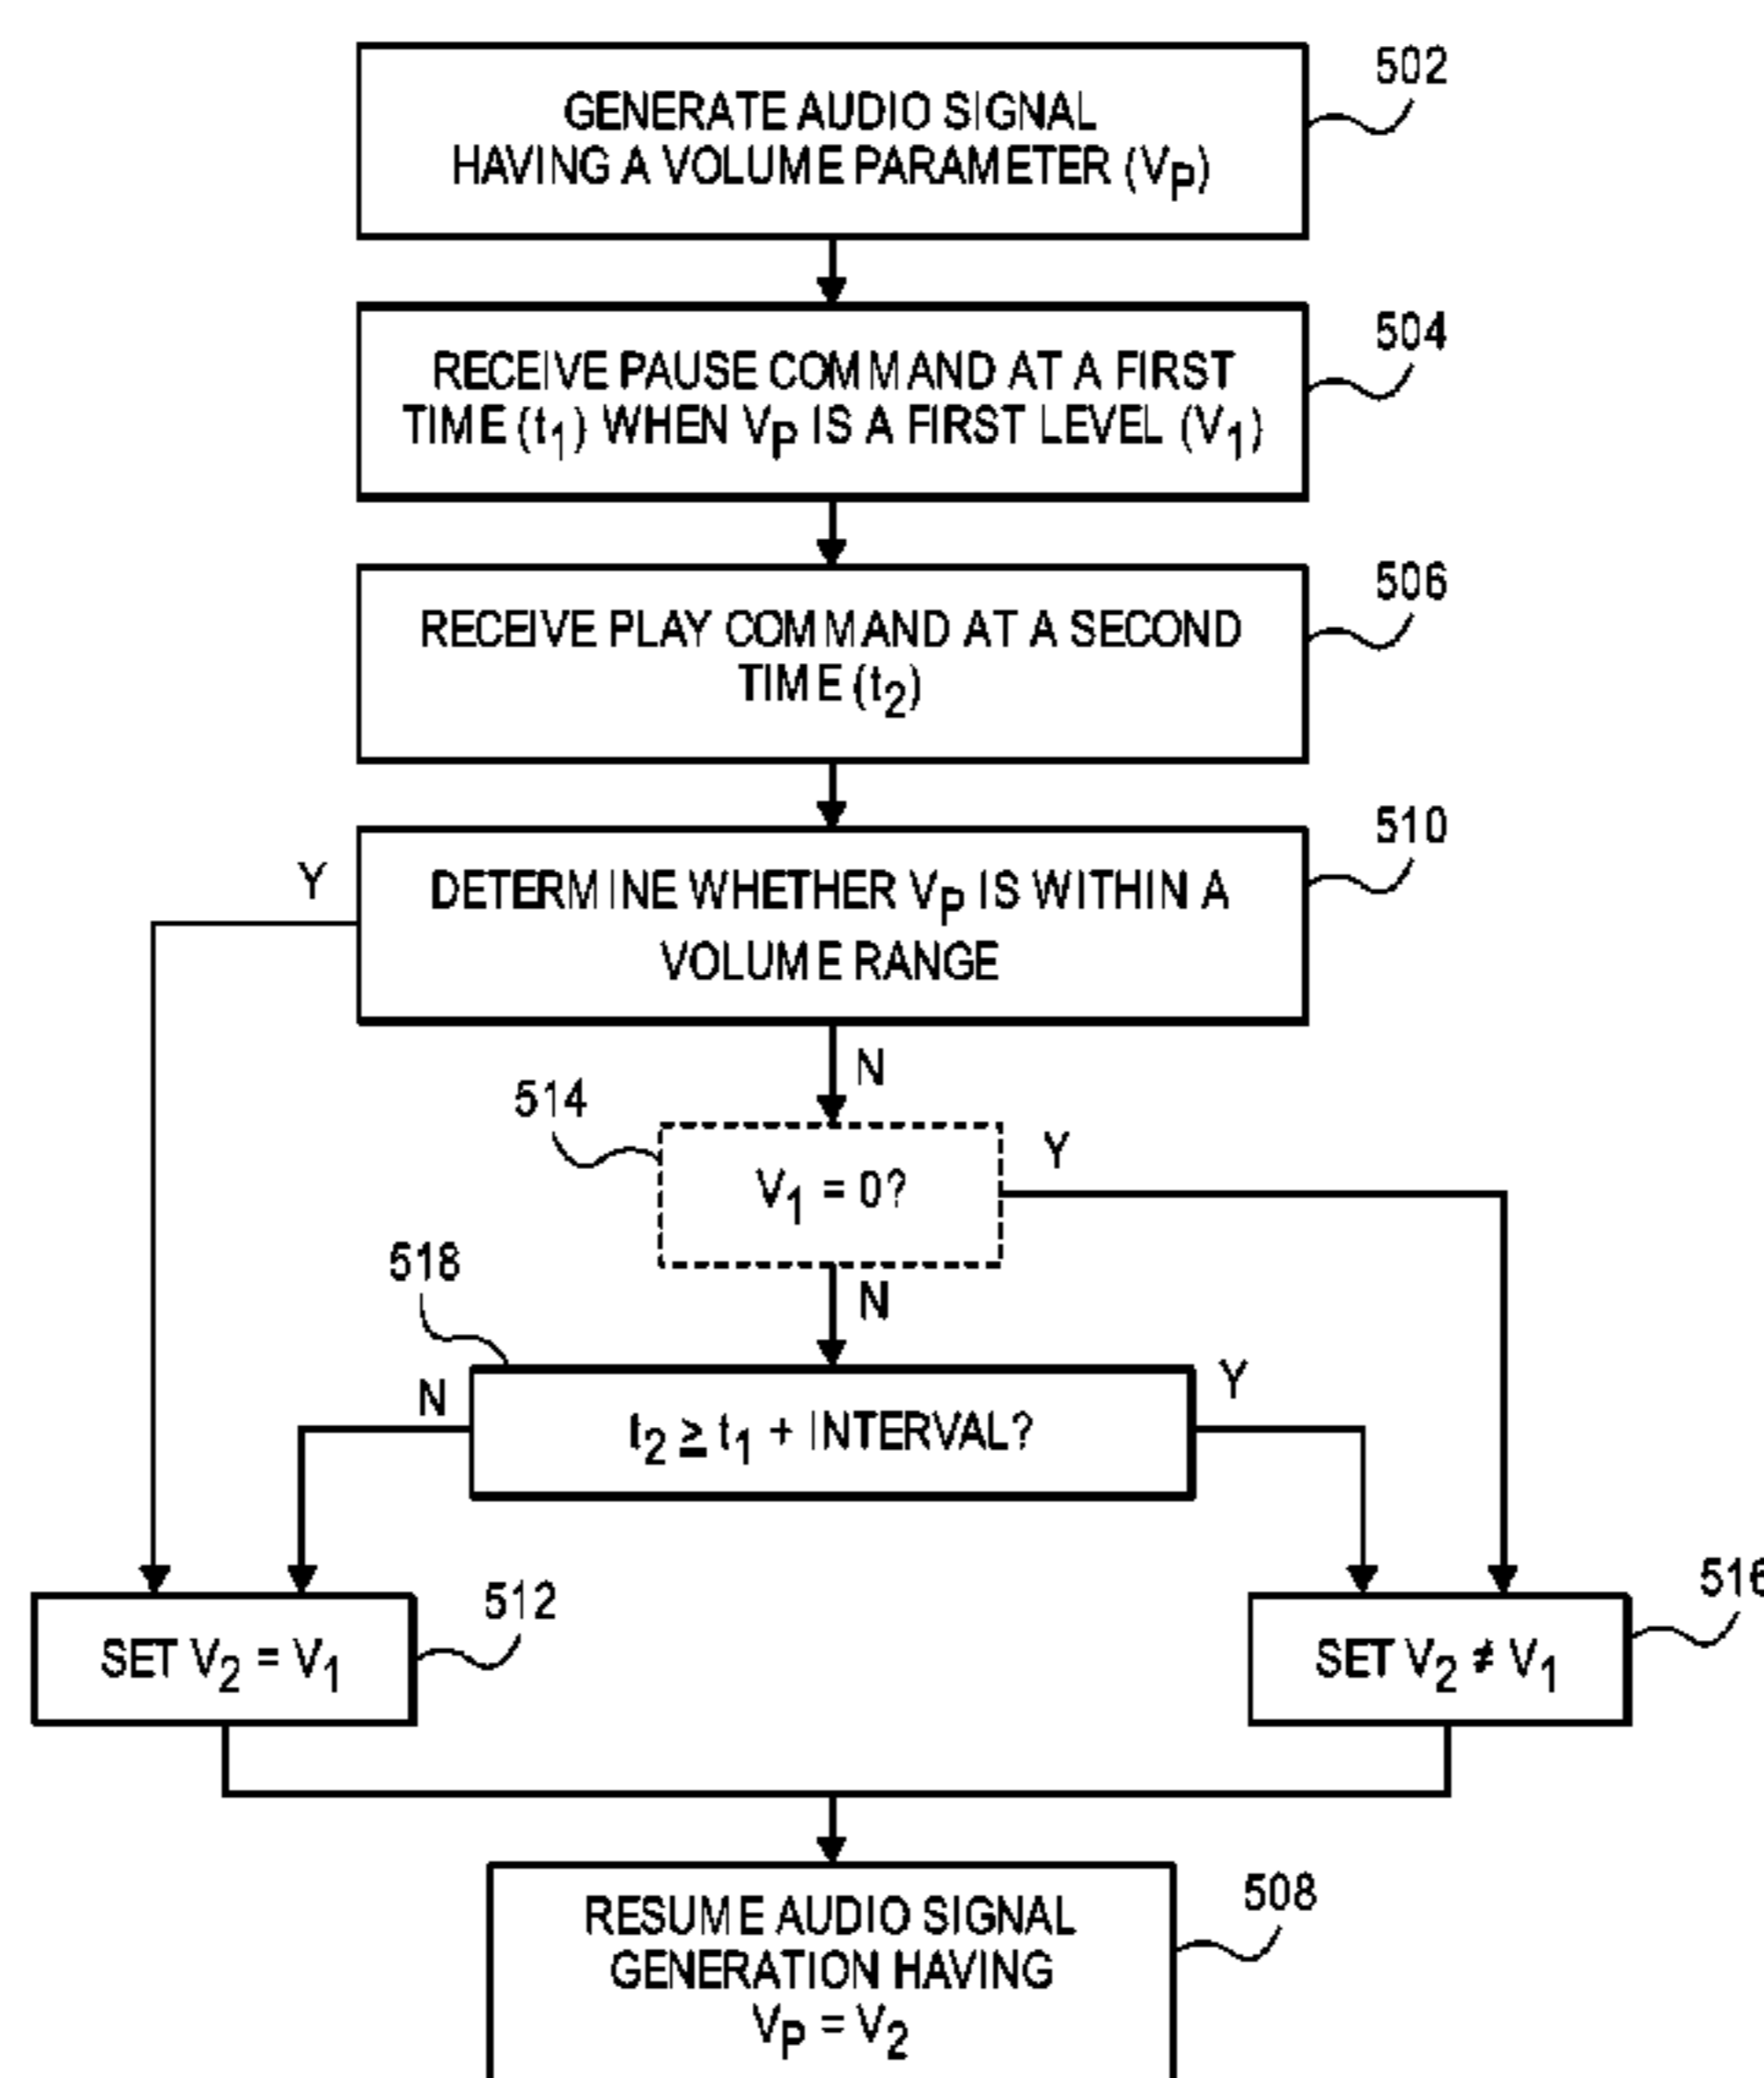 502
GENERATE AUDIO SIGNAL
HAVING A VOLUME PARAMETER (VP)
504
RECEIVE PAUSE COMMAND AT A FIRST
TIME (t1) WHEN VP IS A FIRST LEVEL (V1)
506
RECEIVE PLAY COMMAND AT A SECOND
TIME (t2)
510
Y
DETERMINE WHETHER VP IS WITHIN A
VOLUME RANGE
N
514
Y
V1 = 0?
518
N
N
Y
t2 ≥ t1 + INTERVAL?
512
516
SET V2 = V1
SET V2 ≠ V1
508
RESUME AUDIO SIGNAL
GENERATION HAVING
VP = V2